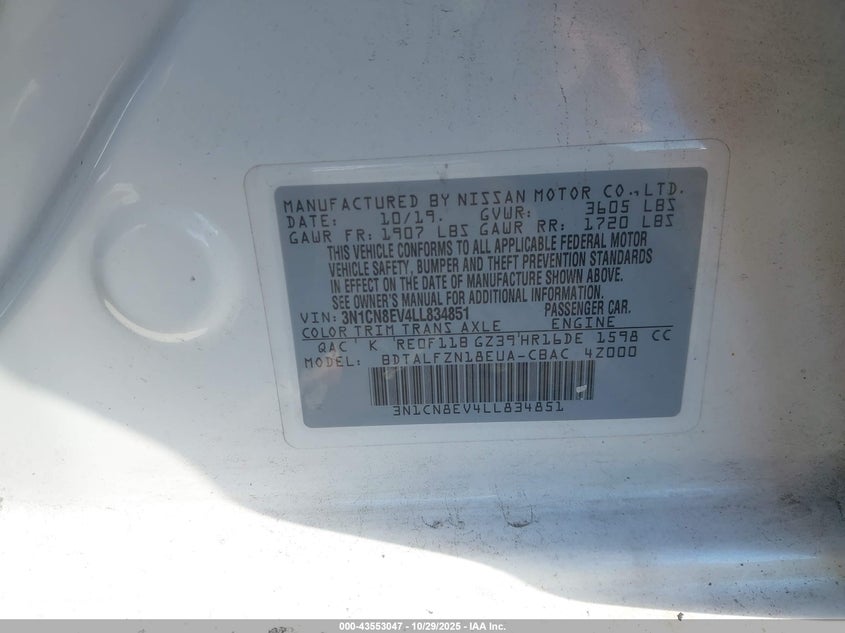 MANUFACTURED BY NISSAN MOTOR CO.,LTD.
DATE: 10/19. GVWR: 3605 LBS
GAWR FR: 1907 LBS GAWR RR: 1720 LBS
THIS VEHICLE CONFORMS TO ALL APPLICABLE FEDERAL MOTOR
VEHICLE SAFETY, BUMPER AND THEFT PREVENTION STANDARDS
IN EFFECT ON THE DATE OF MANUFACTURE SHOWN ABOVE.
SEE OWNER'S MANUAL FOR ADDITIONAL INFORMATION.
VIN: 3N1CN8EV4LL834851 PASSENGER CAR.
COLOR TRIM TRANS AXLE ENGINE
QAC K RE0F11B GZ39 HR16DE 1598 CC
MODEL: BDTALFZN18EUA-CBAC 4Z000
3N1CN8EV4LL834851
000-43553047 - 10/29/2025 - IAA Inc.